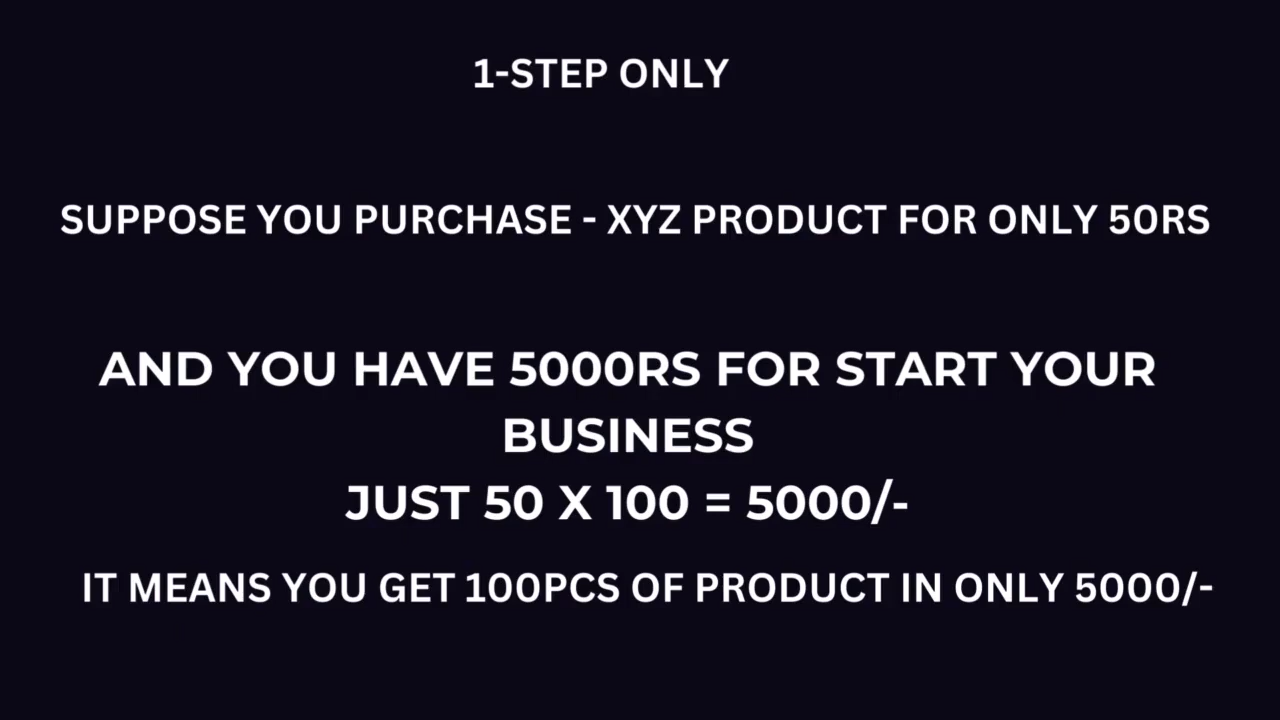 1-STEP ONLY
SUPPOSE YOU PURCHASE - XYZ PRODUCT FOR ONLY 50RS
AND YOU HAVE 5000RS FOR START YOUR
BUSINESS
JUST 50 X 100 = 5000/-
IT MEANS YOU GET 100PCS OF PRODUCT IN ONLY 5000/-